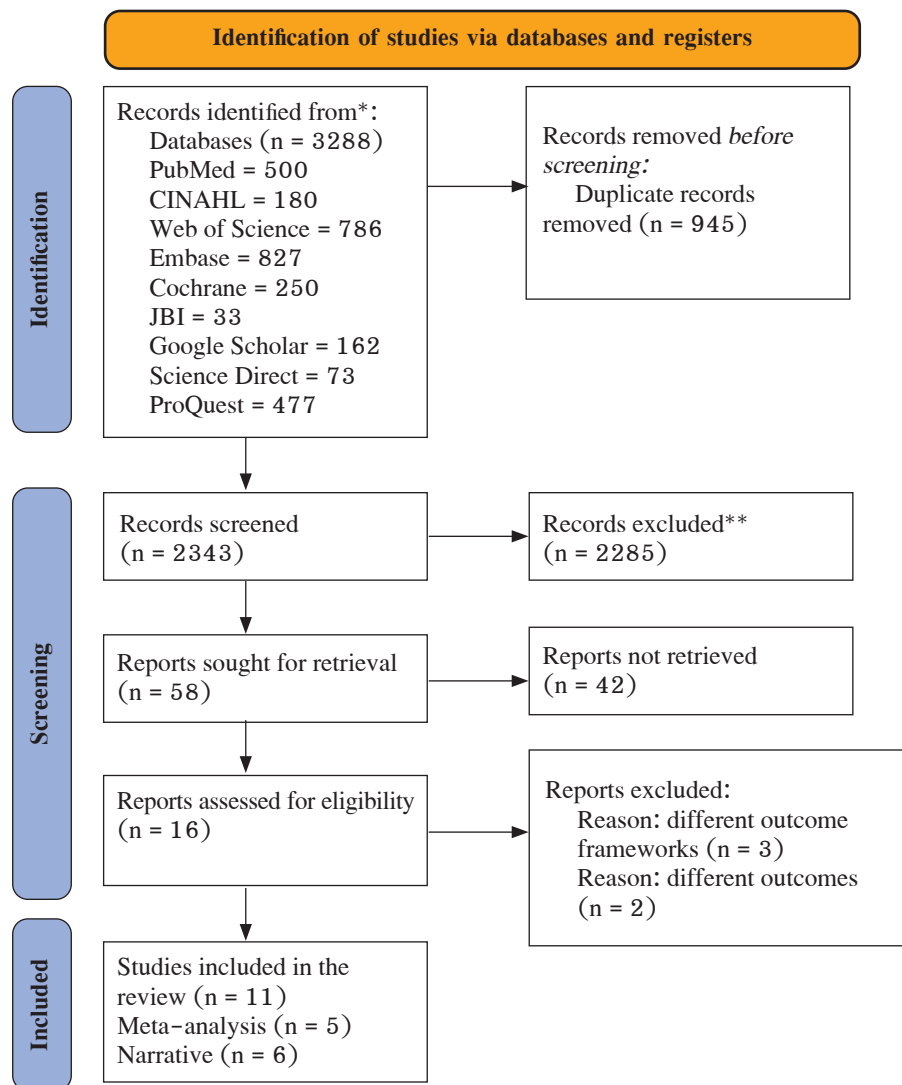 Identification of studies via databases and registers
Identification
Records identified from*:
Databases (n = 3288)
PubMed = 500
CINAHL = 180
Web of Science = 786
Embase = 827
Cochrane = 250
JBI = 33
Google Scholar = 162
Science Direct = 73
ProQuest = 477
Records removed before
screening:
Duplicate records
removed (n = 945)
Screening
Records screened
(n = 2343)
Records excluded**
(n = 2285)
Reports sought for retrieval
(n = 58)
Reports not retrieved
(n = 42)
Reports assessed for eligibility
(n = 16)
Reports excluded:
Reason: different outcome
frameworks (n = 3)
Reason: different outcomes
(n = 2)
Included
Studies included in the
review (n = 11)
Meta-analysis (n = 5)
Narrative (n = 6)